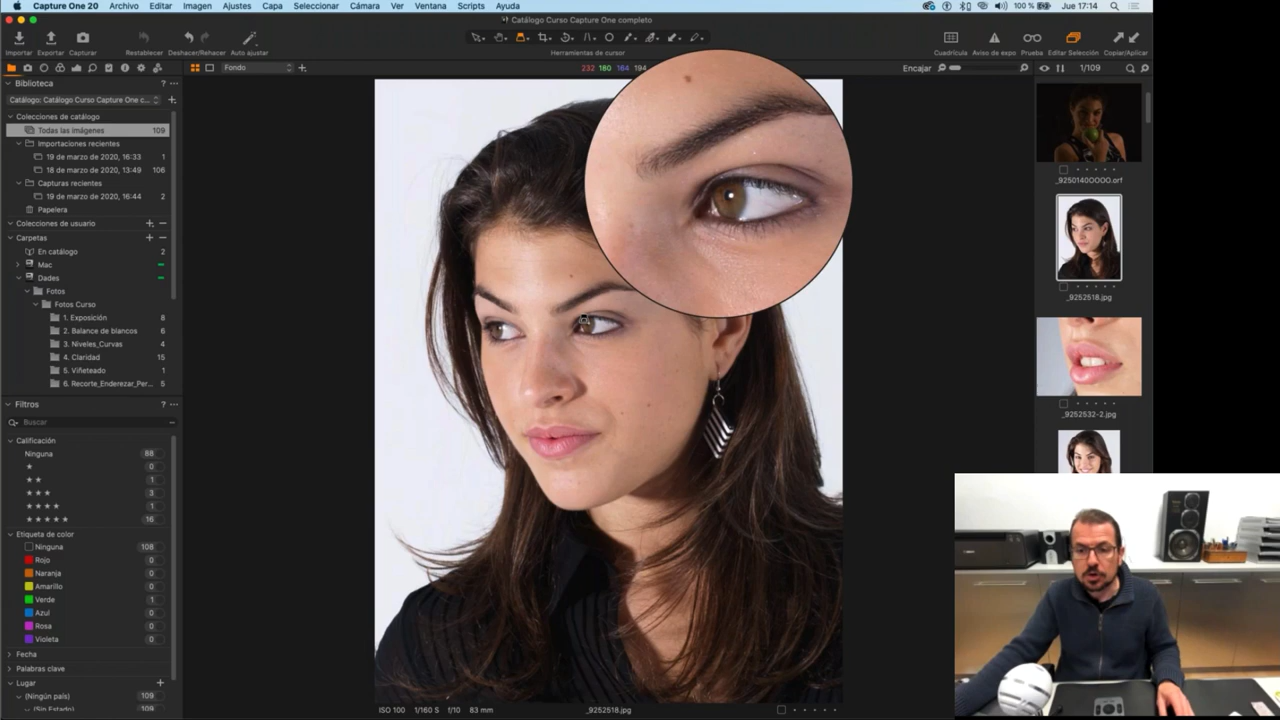 Capture One 20 Archivo Editar Imagen Ajustes Capa Seleccionar Herramientas Cámara Ver Ventana Scripts Ayuda
100 % Jue 17:14
Catálogo Curso Capture One completo
Importar Exportar Capturar Restablecer Deshacer/Rehacer Auto ajustar Herramientas de cursor Cuadrícula Aviso de expo Prueba Editar Selección Copiar/Aplicar
Fondo
232 180 164 194
Encajar
1/109
Biblioteca
Catálogo: Catálogo Curso Capture One c...
Colecciones de catálogo
Todas las imágenes 109
Importaciones recientes
19 de marzo de 2020, 16:33 1
18 de marzo de 2020, 13:49 106
Capturas recientes
19 de marzo de 2020, 16:44 2
Papelera
Colecciones de usuario
Carpetas
En catálogo 2
Mac
Dades
Fotos
Fotos Curso
1. Exposición 8
2. Balance de blancos 6
3. Niveles_Curvas 4
4. Claridad 15
5. Viñeteado 1
6. Recorte_Enderezar_Per... 5
Filtros
Buscar
Calificación
Ninguna 88
★ 0
★★ 1
★★★ 3
★★★★ 1
★★★★★ 16
Etiqueta de color
Ninguna 108
Rojo 0
Naranja 0
Amarillo 0
Verde 1
Azul 0
Rosa 0
Violeta 0
Fecha
Palabras clave
Lugar
(Ningún país) 109
(Sin Estado) 109
ISO 100 1/160 S f/10 83 mm
_9252518.jpg
_9250140OOOO.orf
_9252518.jpg
_9252532-2.jpg